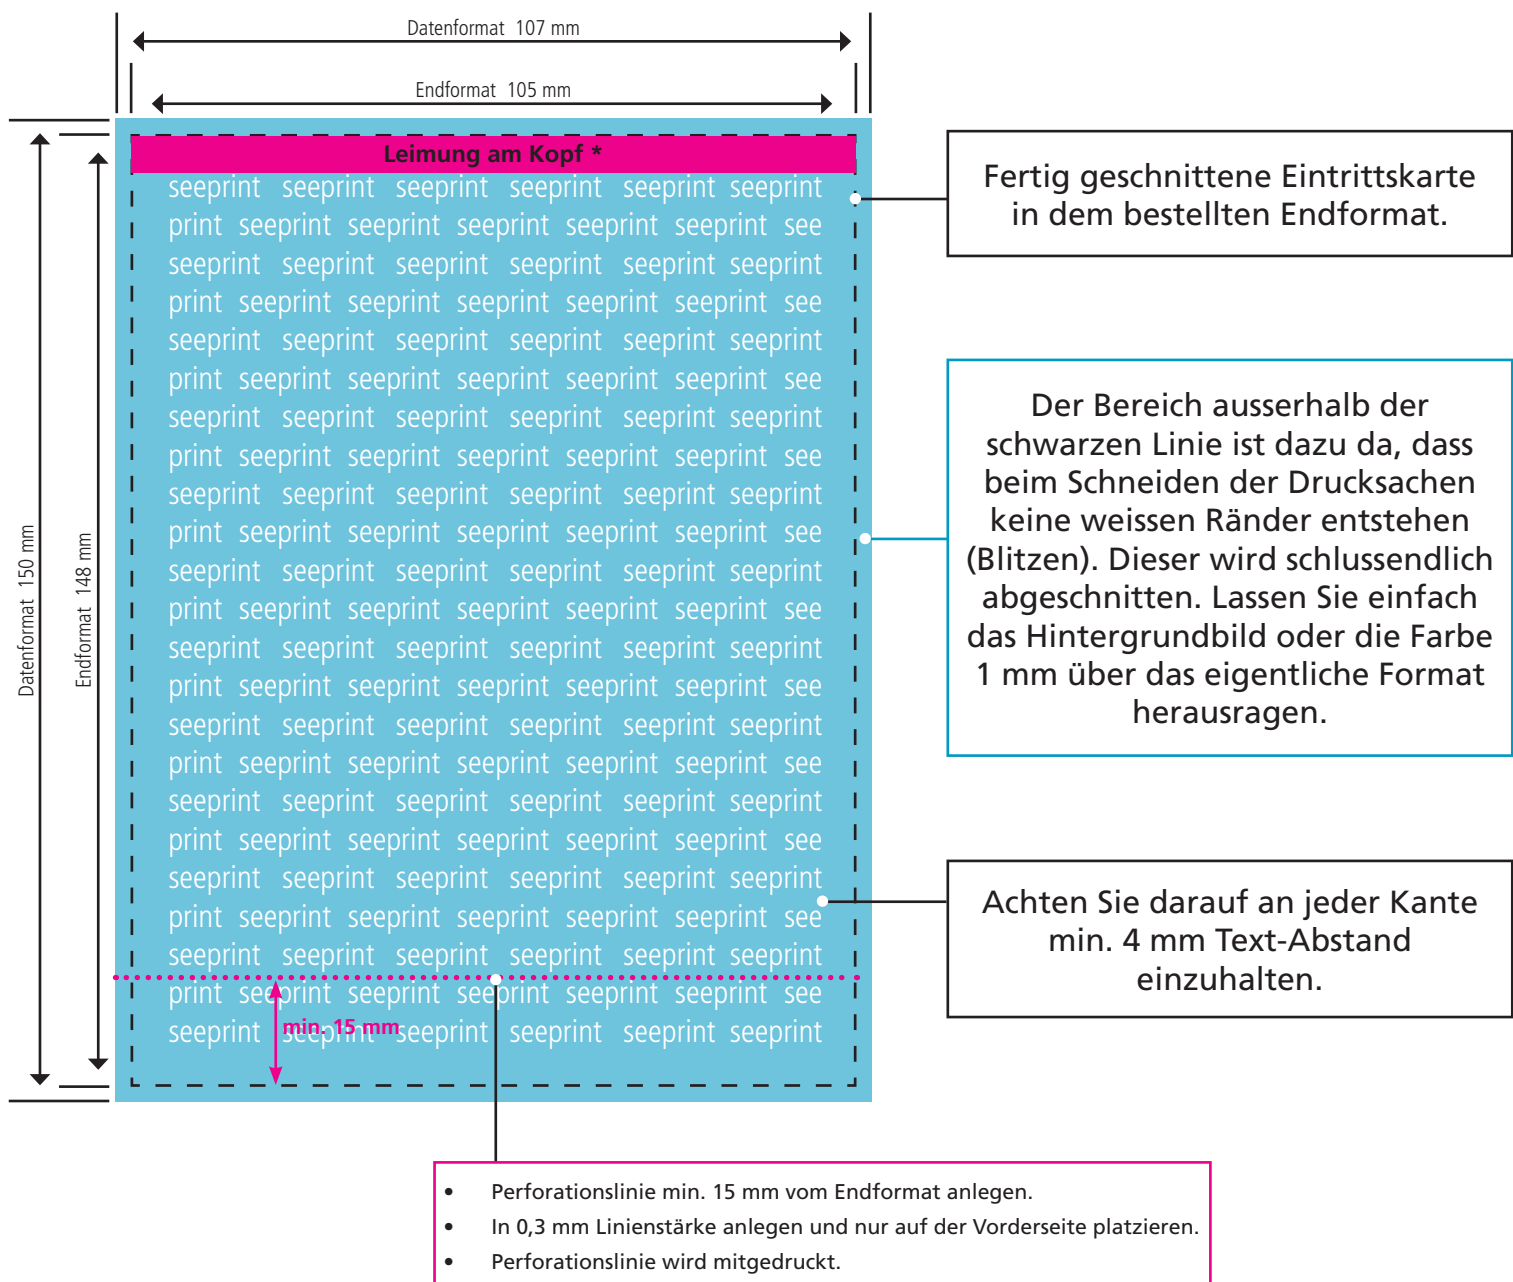 Datenformat 107 mm
Endformat 105 mm
Datenformat 150 mm
Endformat 148 mm
Leimung am Kopf *
seeprint seeprint seeprint seeprint seeprint seeprint
print seeprint seeprint seeprint seeprint seeprint see
seeprint seeprint seeprint seeprint seeprint seeprint
print seeprint seeprint seeprint seeprint seeprint see
seeprint seeprint seeprint seeprint seeprint seeprint
print seeprint seeprint seeprint seeprint seeprint see
seeprint seeprint seeprint seeprint seeprint seeprint
print seeprint seeprint seeprint seeprint seeprint see
seeprint seeprint seeprint seeprint seeprint seeprint
print seeprint seeprint seeprint seeprint seeprint see
seeprint seeprint seeprint seeprint seeprint seeprint
print seeprint seeprint seeprint seeprint seeprint see
seeprint seeprint seeprint seeprint seeprint seeprint
print seeprint seeprint seeprint seeprint seeprint see
seeprint seeprint seeprint seeprint seeprint seeprint
print seeprint seeprint seeprint seeprint seeprint see
seeprint seeprint seeprint seeprint seeprint seeprint
print seeprint seeprint seeprint seeprint seeprint see
seeprint seeprint seeprint seeprint seeprint seeprint
print seeprint seeprint seeprint seeprint seeprint see
seeprint seeprint seeprint seeprint seeprint seeprint
print seeprint seeprint seeprint seeprint seeprint see
seeprint seeprint seeprint seeprint seeprint seeprint
min. 15 mm
Fertig geschnittene Eintrittskarte
in dem bestellten Endformat.
Der Bereich ausserhalb der
schwarzen Linie ist dazu da, dass
beim Schneiden der Drucksachen
keine weissen Ränder entstehen
(Blitzen). Dieser wird schlussendlich
abgeschnitten. Lassen Sie einfach
das Hintergrundbild oder die Farbe
1 mm über das eigentliche Format
herausragen.
Achten Sie darauf an jeder Kante
min. 4 mm Text-Abstand
einzuhalten.
• Perforationslinie min. 15 mm vom Endformat anlegen.
• In 0,3 mm Linienstärke anlegen und nur auf der Vorderseite platzieren.
• Perforationslinie wird mitgedruckt.